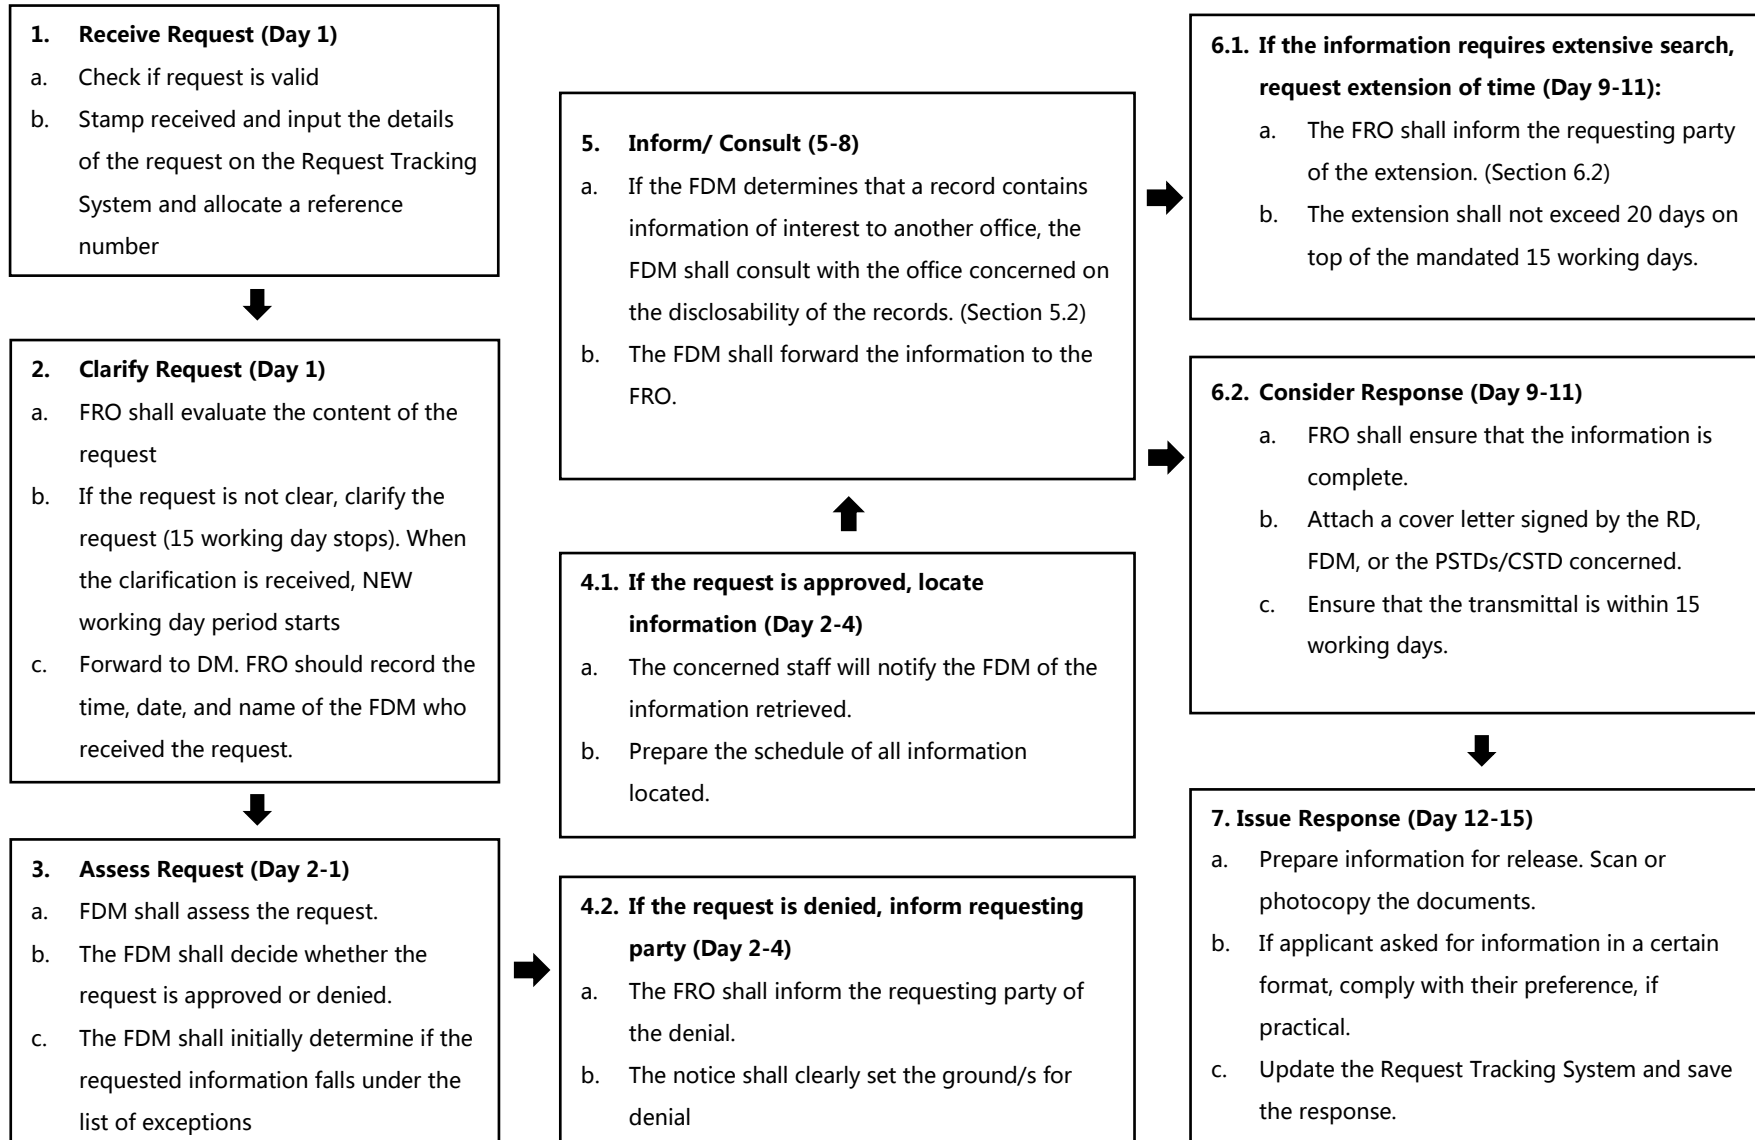 1. Receive Request (Day 1)
a. Check if request is valid
b. Stamp received and input the details
of the request on the Request Tracking
System and allocate a reference
number
2. Clarify Request (Day 1)
a. FRO shall evaluate the content of the
request
b. If the request is not clear, clarify the
request (15 working day stops). When
the clarification is received, NEW
working day period starts
c. Forward to DM. FRO should record the
time, date, and name of the FDM who
received the request.
3. Assess Request (Day 2-1)
a. FDM shall assess the request.
b. The FDM shall decide whether the
request is approved or denied.
c. The FDM shall initially determine if the
requested information falls under the
list of exceptions
4.1. If the request is approved, locate
information (Day 2-4)
a. The concerned staff will notify the FDM of the
information retrieved.
b. Prepare the schedule of all information
located.
4.2. If the request is denied, inform requesting
party (Day 2-4)
a. The FRO shall inform the requesting party of
the denial.
b. The notice shall clearly set the ground/s for
denial
5. Inform/ Consult (5-8)
a. If the FDM determines that a record contains
information of interest to another office, the
FDM shall consult with the office concerned on
the disclosability of the records. (Section 5.2)
b. The FDM shall forward the information to the
FRO.
6.1. If the information requires extensive search,
request extension of time (Day 9-11):
a. The FRO shall inform the requesting party
of the extension. (Section 6.2)
b. The extension shall not exceed 20 days on
top of the mandated 15 working days.
6.2. Consider Response (Day 9-11)
a. FRO shall ensure that the information is
complete.
b. Attach a cover letter signed by the RD,
FDM, or the PSTDs/CSTD concerned.
c. Ensure that the transmittal is within 15
working days.
7. Issue Response (Day 12-15)
a. Prepare information for release. Scan or
photocopy the documents.
b. If applicant asked for information in a certain
format, comply with their preference, if
practical.
c. Update the Request Tracking System and save
the response.